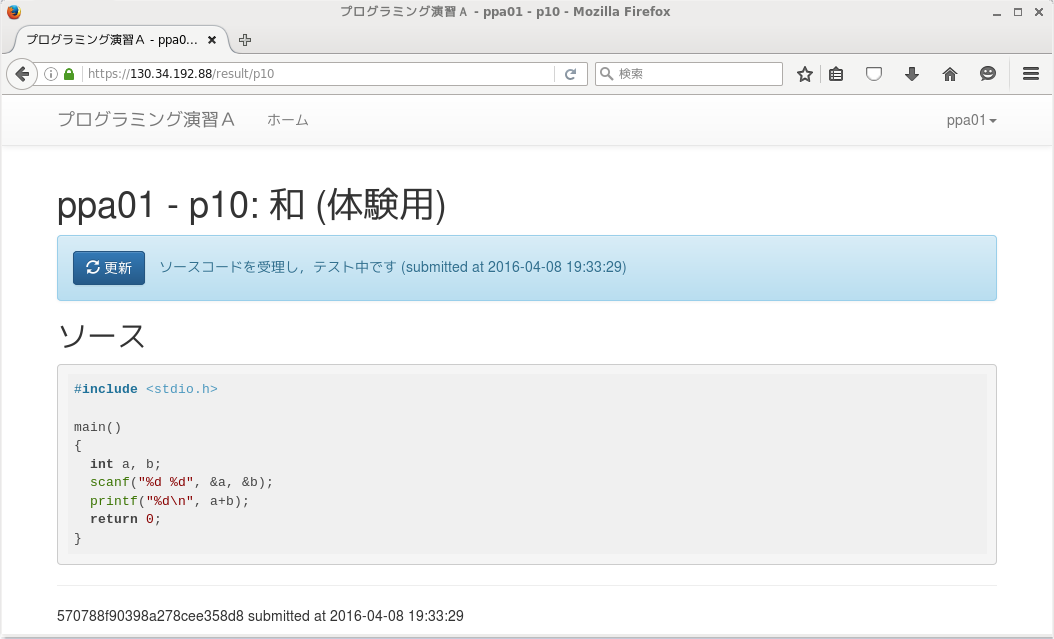 プログラミング演習Ａ - ppa01 - p10 - Mozilla Firefox
プログラミング演習Ａ - ppa0...
https://130.34.192.88/result/p10
検索
プログラミング演習Ａ ホーム ppa01
ppa01 - p10: 和 (体験用)
更新 ソースコードを受理し，テスト中です (submitted at 2016-04-08 19:33:29)
ソース
#include <stdio.h>
main()
{
int a, b;
scanf("%d %d", &a, &b);
printf("%d\n", a+b);
return 0;
}
570788f90398a278cee358d8 submitted at 2016-04-08 19:33:29